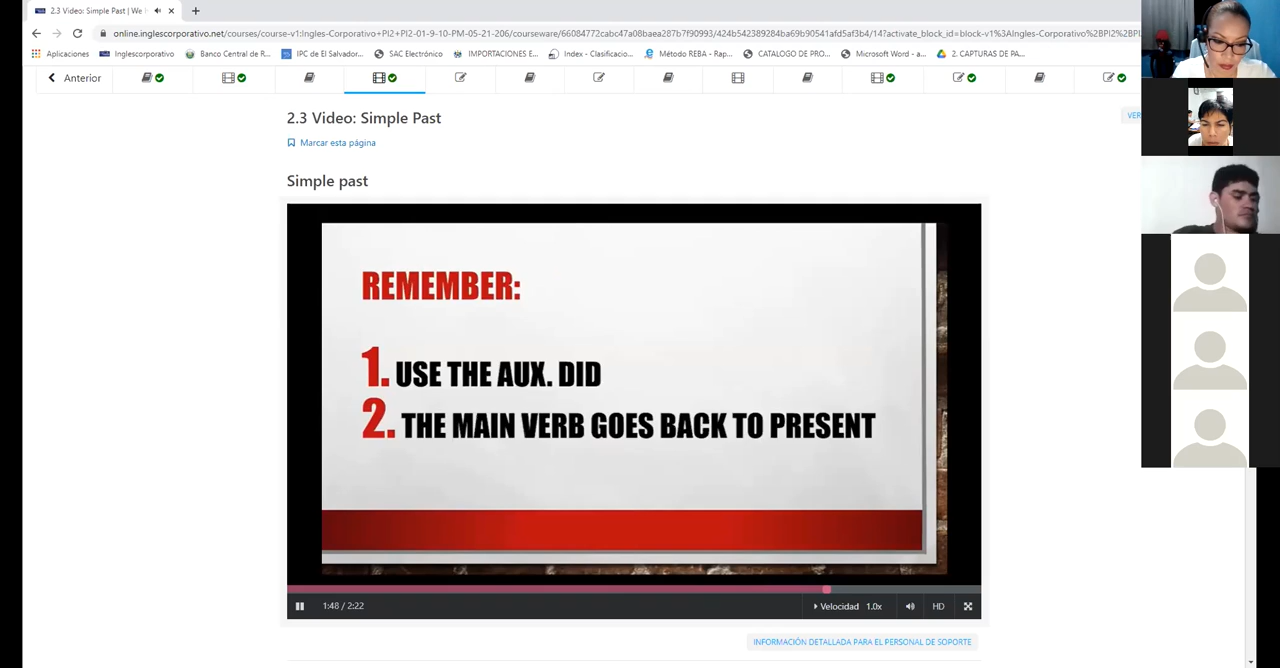 2.3 Video: Simple Past | We
online.inglescorporativo.net/courses/course-v1:Ingles-Corporativo+PI2+PI2-01-9-10-PM-05-21-206/courseware/66084772cabc47a08baea287b7f90993/424b542389284ba69b90541afd5af3b4/14?activate_block_id=block-v1%3AIngles-Corporativo%2BPI2%2BPI
Aplicaciones Inglescorporativo Banco Central de R... IPC de El Salvador... SAC Electrónico IMPORTACIONES E... Index - Clasificacio... Método REBA - Rap... CATALOGO DE PRO... Microsoft Word - a... 2. CAPTURAS DE PA...
Anterior
2.3 Video: Simple Past
VER
Marcar esta página
Simple past
REMEMBER:
1. USE THE AUX. DID
2. THE MAIN VERB GOES BACK TO PRESENT
1:48 / 2:22
Velocidad 1.0x
HD
INFORMACIÓN DETALLADA PARA EL PERSONAL DE SOPORTE